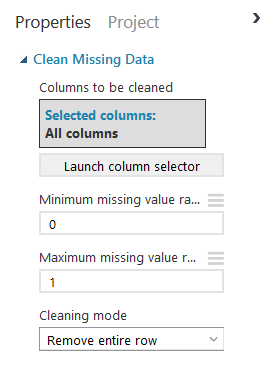 Properties Project
Clean Missing Data
Columns to be cleaned
Selected columns:
All columns
Launch column selector
Minimum missing value ra...
0
Maximum missing value r...
1
Cleaning mode
Remove entire row